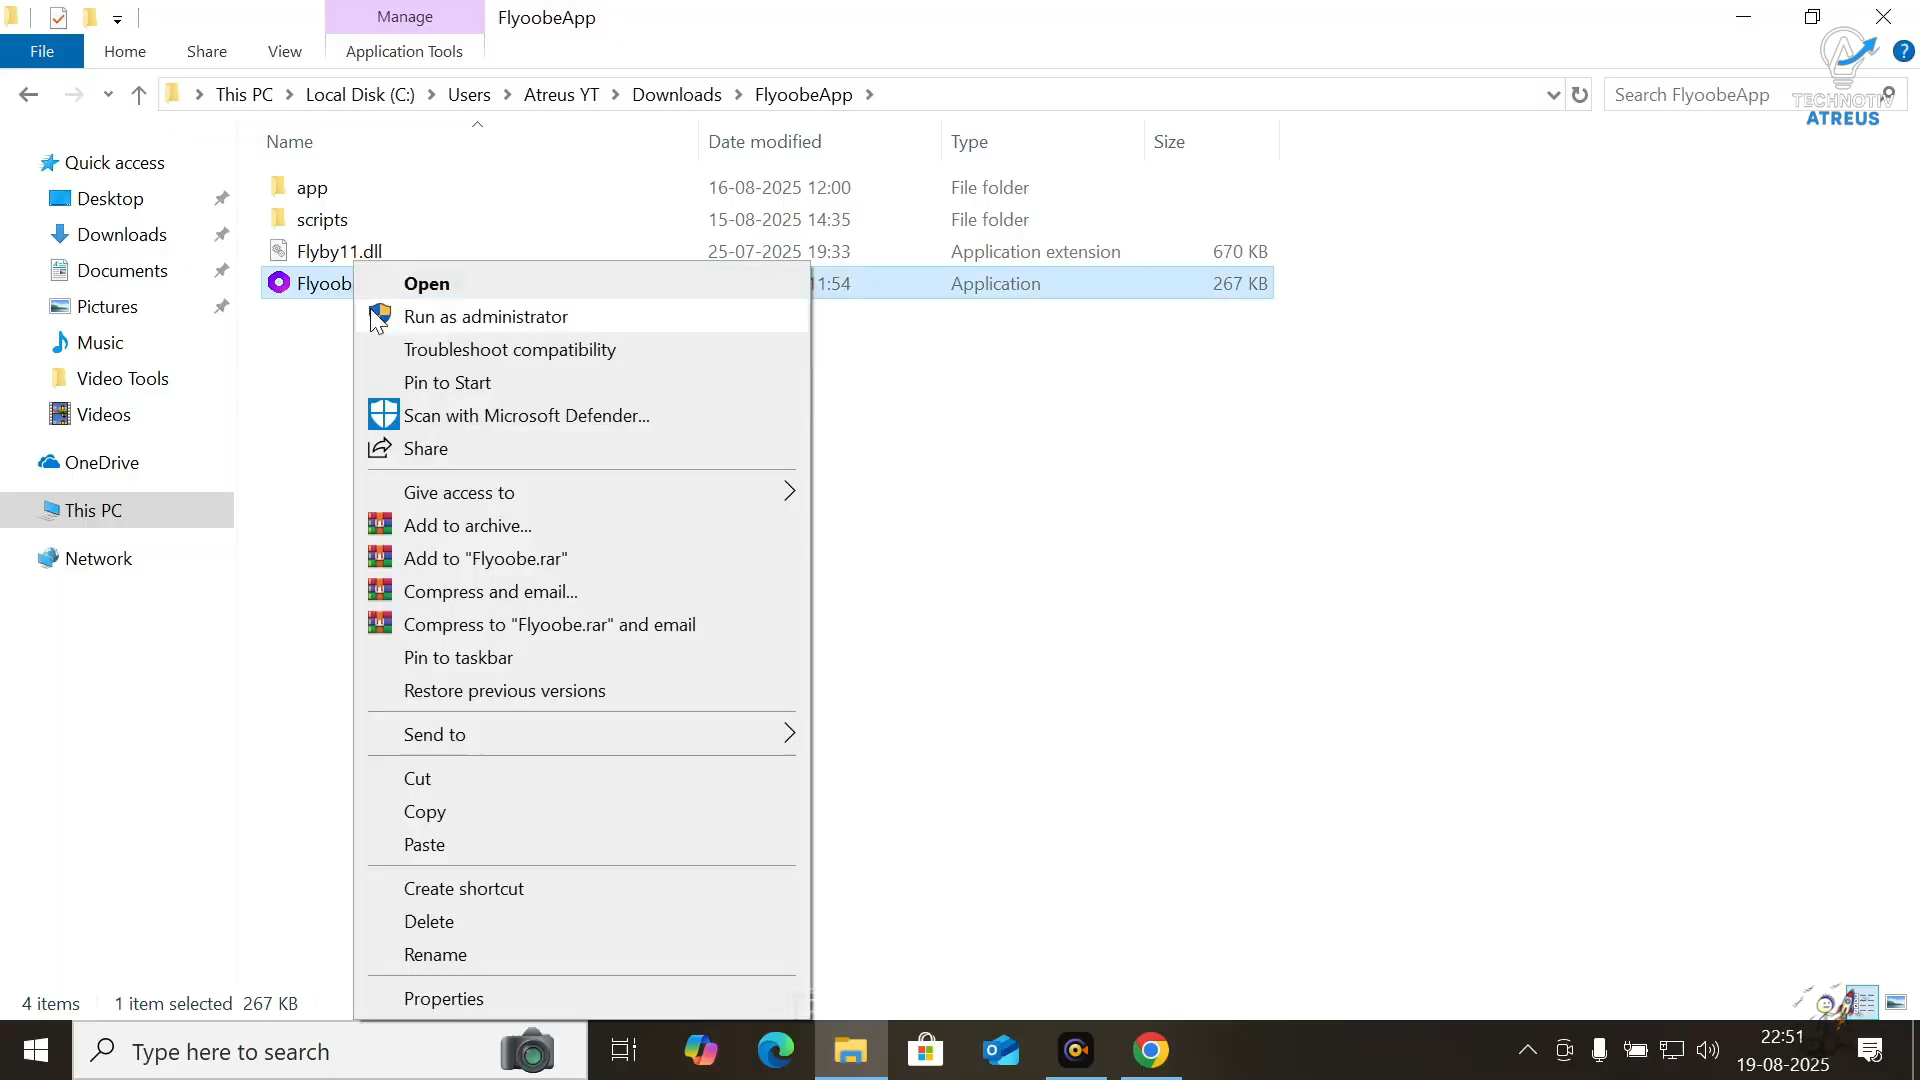 Manage
FlyoobeApp
File
Home
Share
View
Application Tools
This PC
Local Disk (C:)
Users
Atreus YT
Downloads
FlyoobeApp
Search FlyoobeApp
TECHNOTIV
ATREUS
Name
Date modified
Type
Size
Quick access
Desktop
Downloads
Documents
Pictures
Music
Video Tools
Videos
OneDrive
This PC
Network
app
16-08-2025 12:00
File folder
scripts
15-08-2025 14:35
File folder
Flyby11.dll
25-07-2025 19:33
Application extension
670 KB
Flyoob
11:54
Application
267 KB
Open
Run as administrator
Troubleshoot compatibility
Pin to Start
Scan with Microsoft Defender...
Share
Give access to
Add to archive...
Add to "Flyoobe.rar"
Compress and email...
Compress to "Flyoobe.rar" and email
Pin to taskbar
Restore previous versions
Send to
Cut
Copy
Paste
Create shortcut
Delete
Rename
Properties
4 items
1 item selected 267 KB
Type here to search
22:51
19-08-2025